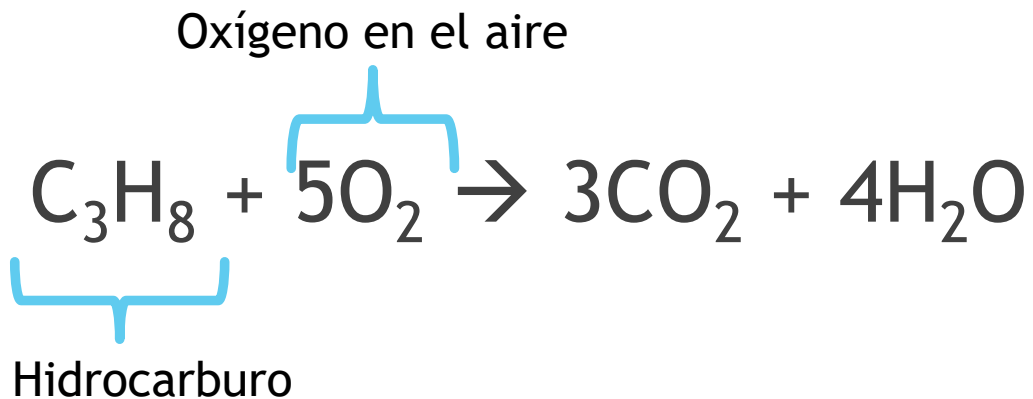 Oxígeno en el aire
C₃H₈ + 5O₂ → 3CO₂ + 4H₂O
Hidrocarburo